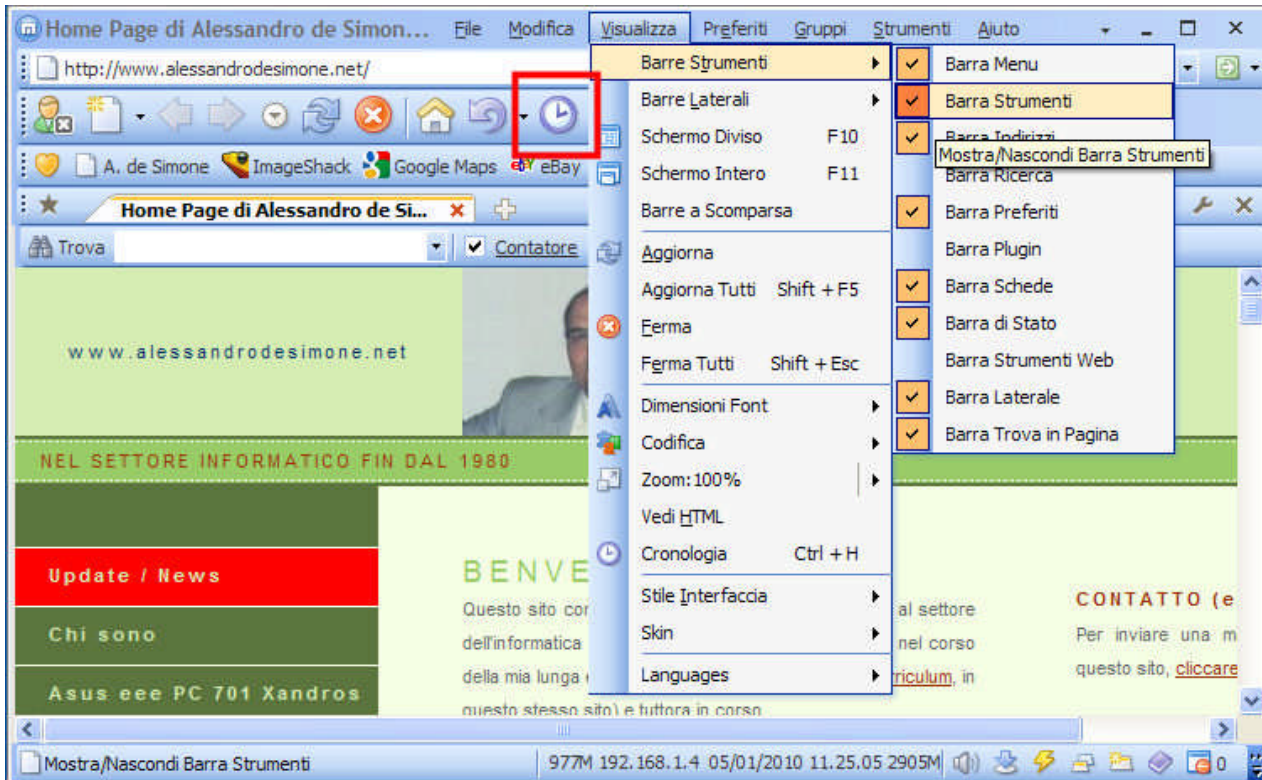 Home Page di Alessandro de Simon... File Modifica Visualizza Preferiti Gruppi Strumenti Aiuto
http://www.alessandrodesimone.net/
A. de Simone ImageShack Google Maps eBay
Home Page di Alessandro de Si...
Trova Contatore
www.alessandrodesimone.net
NEL SETTORE INFORMATICO FIN DAL 1980
Update / News
Chi sono
Asus eee PC 701 Xandros
BENVE
Questo sito con al settore
dell'informatica nel corso
della mia lunga riculum, in
questo stesso sito) e tuttora in corso
CONTATTO (e
Per inviare una m
questo sito, cliccare
Barre Strumenti
Barre Laterali
Schermo Diviso F10
Schermo Intero F11
Barre a Scomparsa
Aggiorna
Aggiorna Tutti Shift + F5
Ferma
Ferma Tutti Shift + Esc
Dimensioni Font
Codifica
Zoom: 100%
Vedi HTML
Cronologia Ctrl + H
Stile Interfaccia
Skin
Languages
Barra Menu
Barra Strumenti
Barra Indirizzi
Mostra/Nascondi Barra Strumenti
Barra Ricerca
Barra Preferiti
Barra Plugin
Barra Schede
Barra di Stato
Barra Strumenti Web
Barra Laterale
Barra Trova in Pagina
Mostra/Nascondi Barra Strumenti 977M 192.168.1.4 05/01/2010 11.25.05 2905M 0